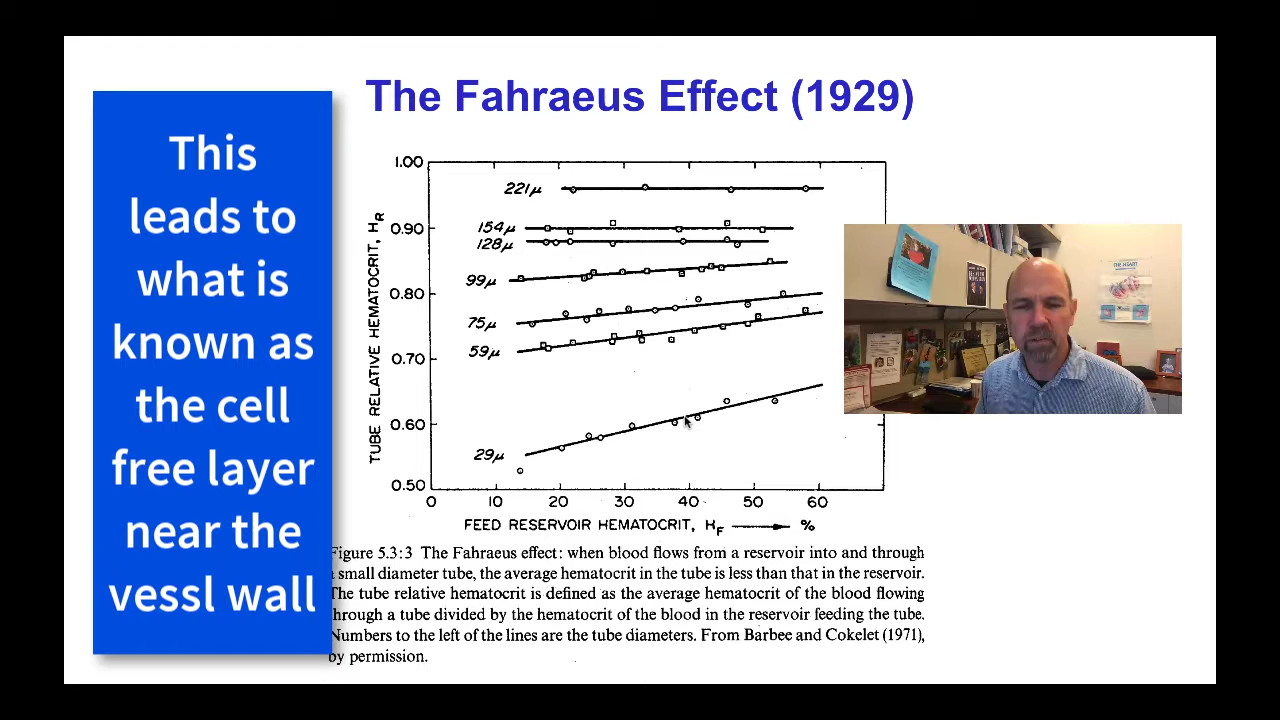 The Fahraeus Effect (1929)
This
leads to
what is
known as
the cell
free layer
near the
vessl wall
1.00
0.90
0.80
0.70
0.60
0.50
TUBE RELATIVE HEMATOCRIT, HR
221μ
154μ
128μ
99μ
75μ
59μ
29μ
0 10 20 30 40 50 60
FEED RESERVOIR HEMATOCRIT, HF ⟶ %
Figure 5.3:3 The Fahraeus effect: when blood flows from a reservoir into and through
small diameter tube, the average hematocrit in the tube is less than that in the reservoir.
The tube relative hematocrit is defined as the average hematocrit of the blood flowing
through a tube divided by the hematocrit of the blood in the reservoir feeding the tube.
Numbers to the left of the lines are the tube diameters. From Barbee and Cokelet (1971),
by permission.
THE HEART